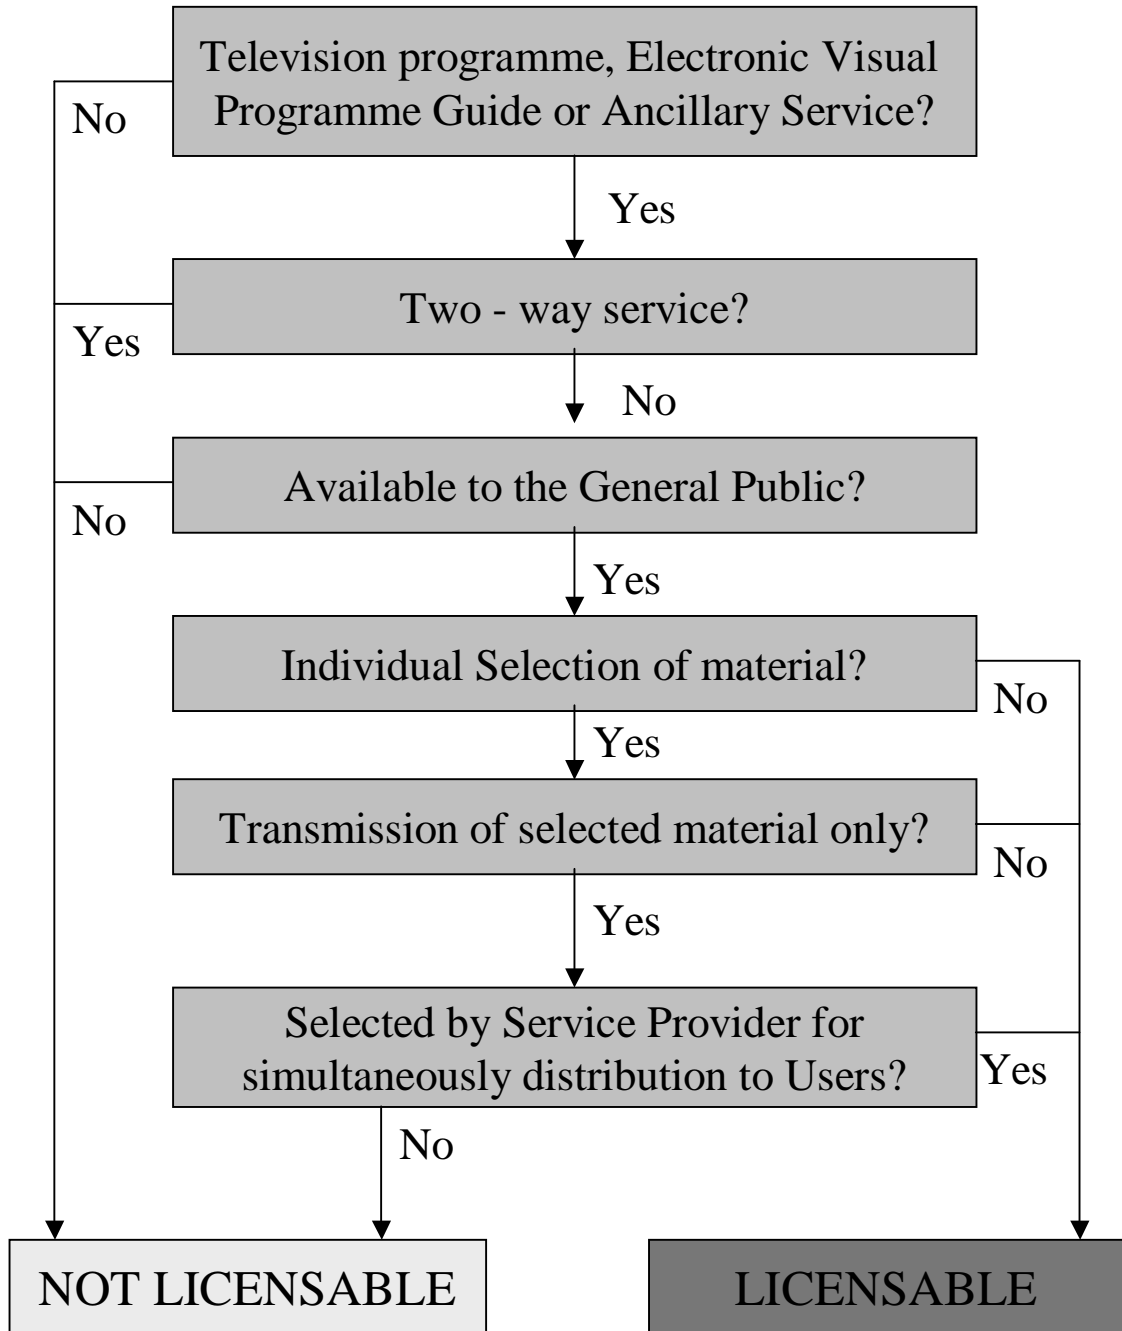 Television programme, Electronic Visual
Programme Guide or Ancillary Service?
No
Yes
Two - way service?
Yes
No
Available to the General Public?
No
Yes
Individual Selection of material?
No
Yes
Transmission of selected material only?
No
Yes
Selected by Service Provider for
simultaneously distribution to Users?
Yes
No
NOT LICENSABLE
LICENSABLE